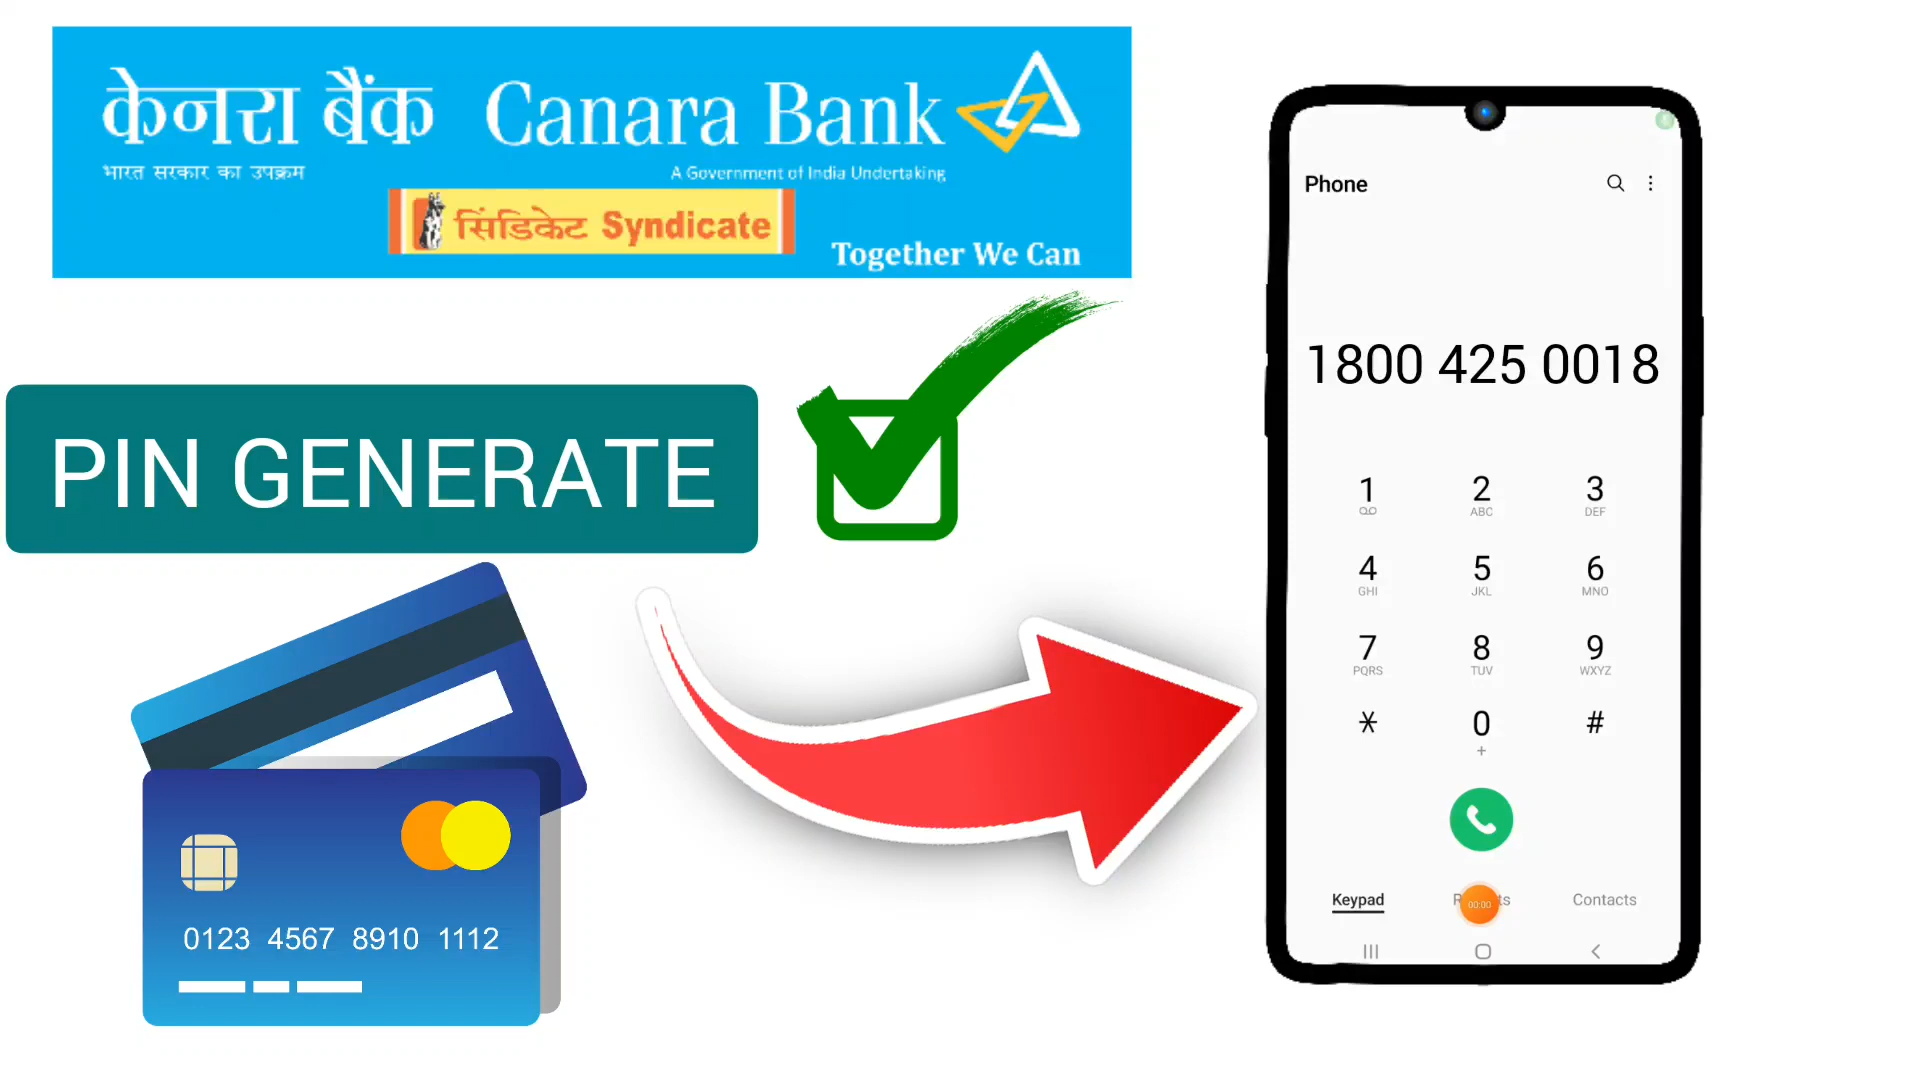 केनरा बैंक Canara Bank
भारत सरकार का उपक्रम A Government of India Undertaking
सिंडिकेट Syndicate
Together We Can
PIN GENERATE
0123 4567 8910 1112
Phone
1800 425 0018
1 2 3
ABC DEF
4 5 6
GHI JKL MNO
7 8 9
PQRS TUV WXYZ
* 0 #
+
Keypad Contacts
00:00